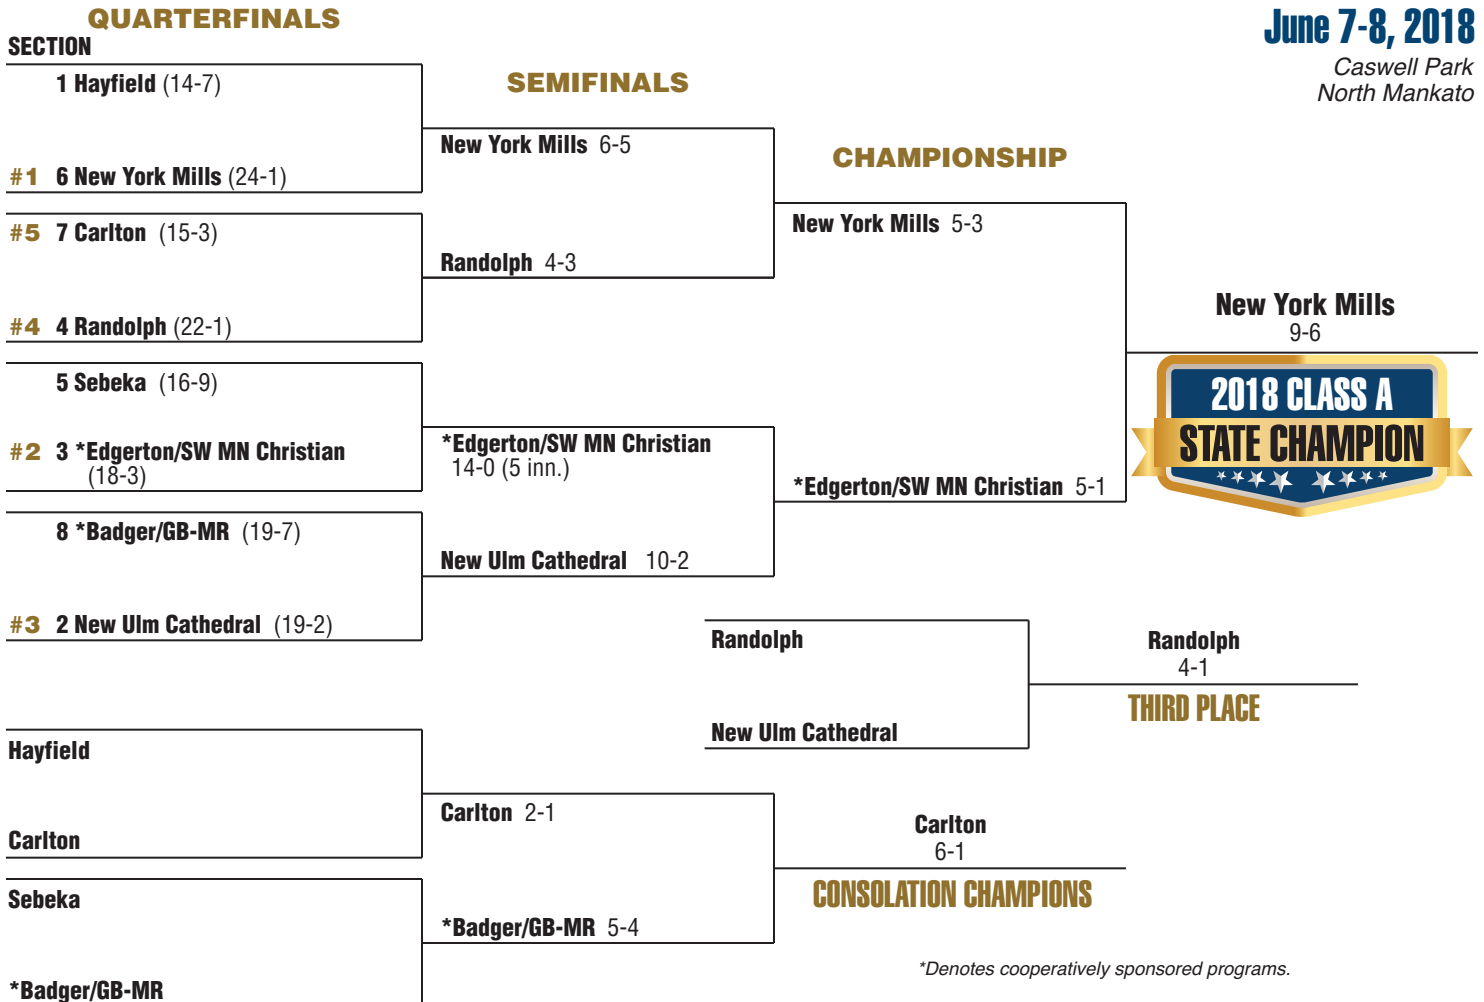 QUARTERFINALS
SECTION
June 7-8, 2018
Caswell Park
North Mankato
1 Hayfield (14-7)
#1 6 New York Mills (24-1)
#5 7 Carlton (15-3)
#4 4 Randolph (22-1)
5 Sebeka (16-9)
#2 3 *Edgerton/SW MN Christian
(18-3)
8 *Badger/GB-MR (19-7)
#3 2 New Ulm Cathedral (19-2)
SEMIFINALS
New York Mills 6-5
Randolph 4-3
*Edgerton/SW MN Christian
14-0 (5 inn.)
New Ulm Cathedral 10-2
CHAMPIONSHIP
New York Mills 5-3
*Edgerton/SW MN Christian 5-1
New York Mills
9-6
2018 CLASS A
STATE CHAMPION
Randolph
New Ulm Cathedral
Randolph
4-1
THIRD PLACE
Hayfield
Carlton
Sebeka
*Badger/GB-MR
Carlton 2-1
*Badger/GB-MR 5-4
Carlton
6-1
CONSOLATION CHAMPIONS
*Denotes cooperatively sponsored programs.